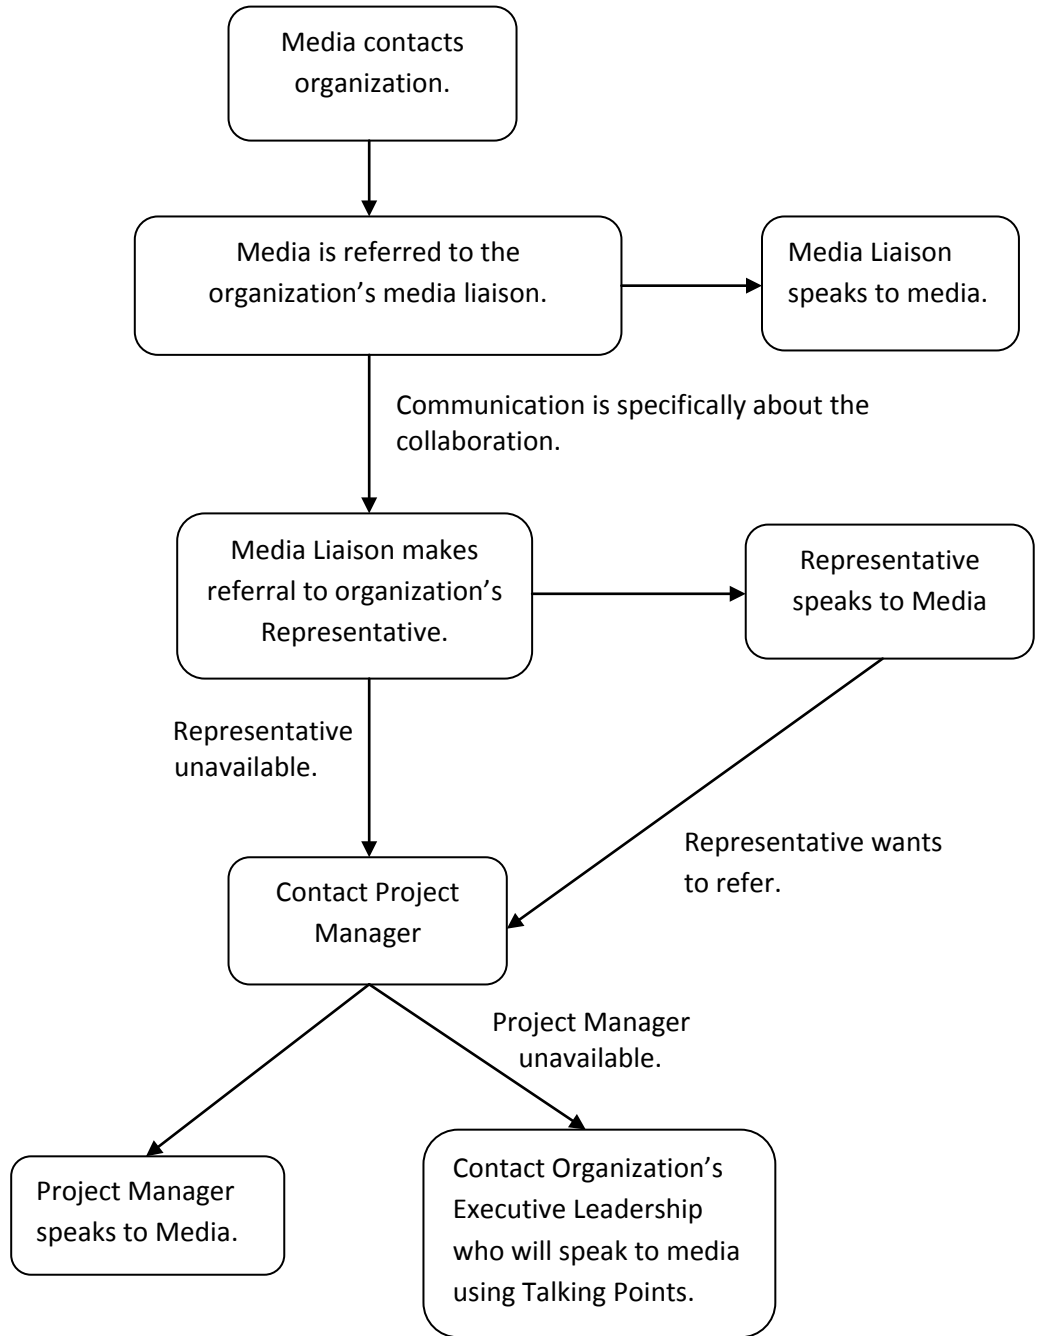 Media contacts
organization.
Media is referred to the
organization’s media liaison.
Media Liaison
speaks to media.
Communication is specifically about the
collaboration.
Media Liaison makes
referral to organization’s
Representative.
Representative
speaks to Media
Representative
unavailable.
Representative wants
to refer.
Contact Project
Manager
Project Manager
unavailable.
Project Manager
speaks to Media.
Contact Organization’s
Executive Leadership
who will speak to media
using Talking Points.